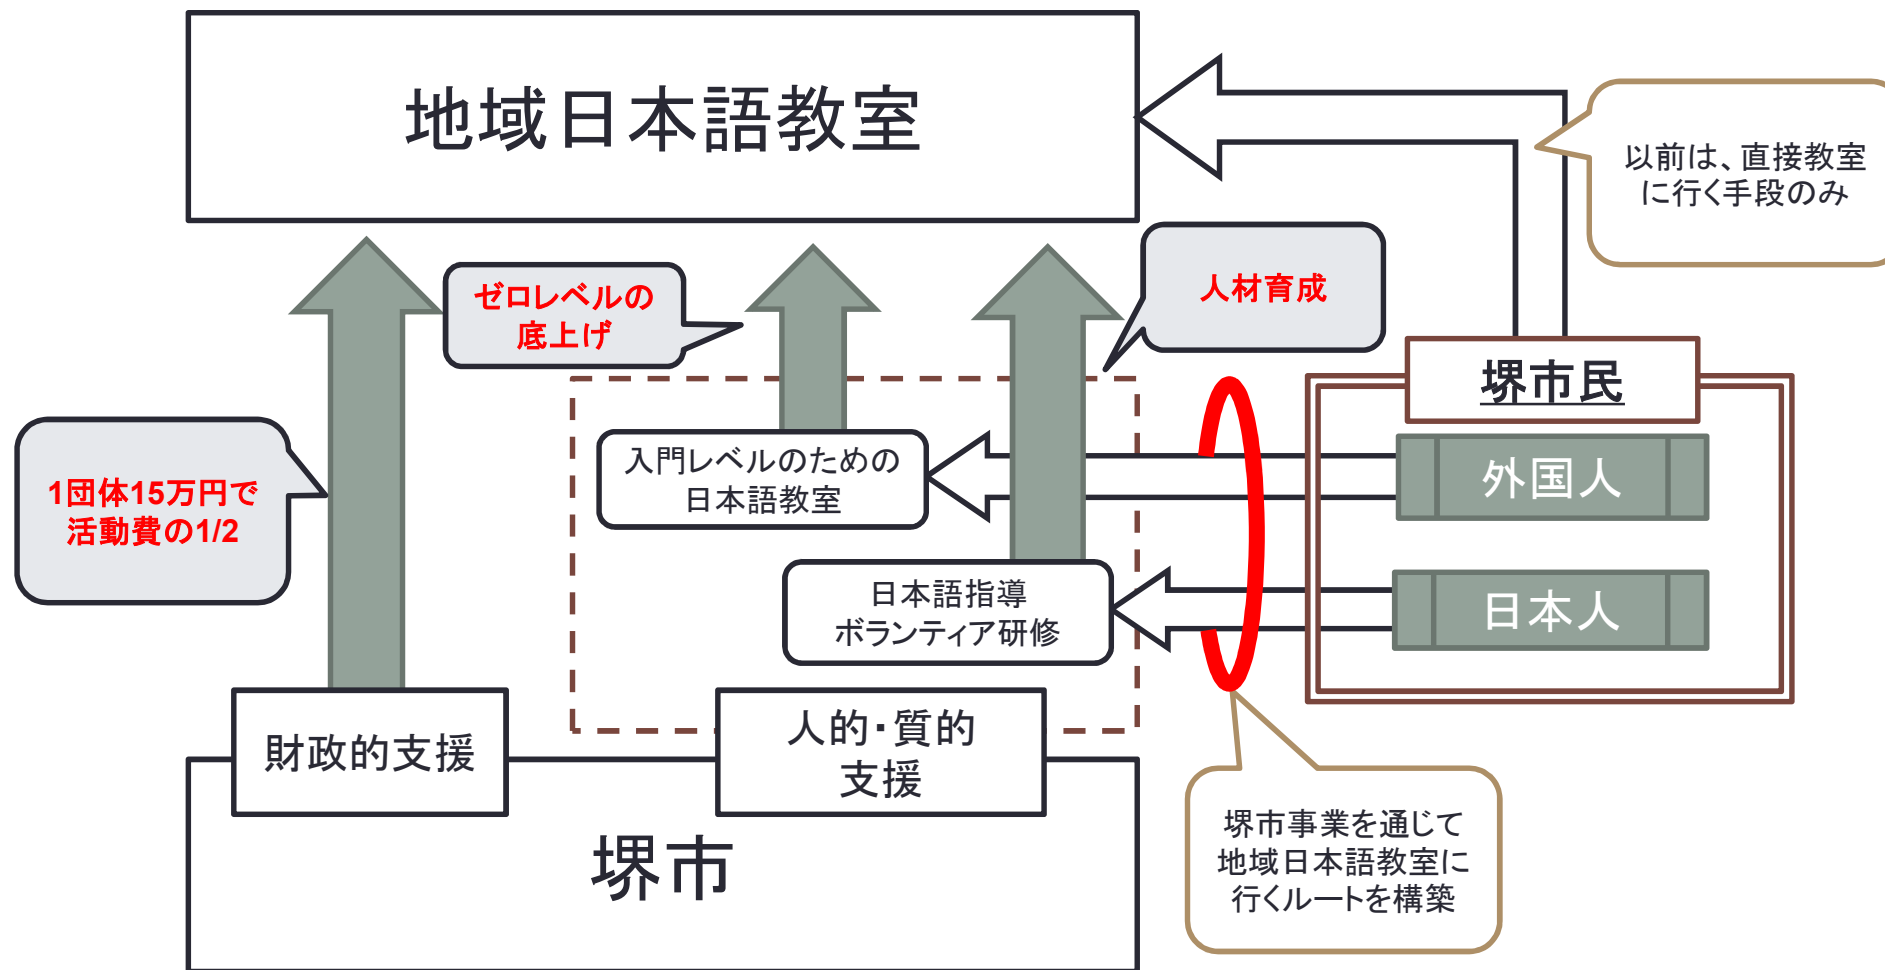 地域日本語教室
以前は、直接教室
に行く手段のみ
ゼロレベルの
底上げ
人材育成
堺市民
1団体15万円で
活動費の1/2
入門レベルのための
日本語教室
外国人
日本語指導
ボランティア研修
日本人
財政的支援
人的・質的
支援
堺市事業を通じて
地域日本語教室に
行くルートを構築
堺市